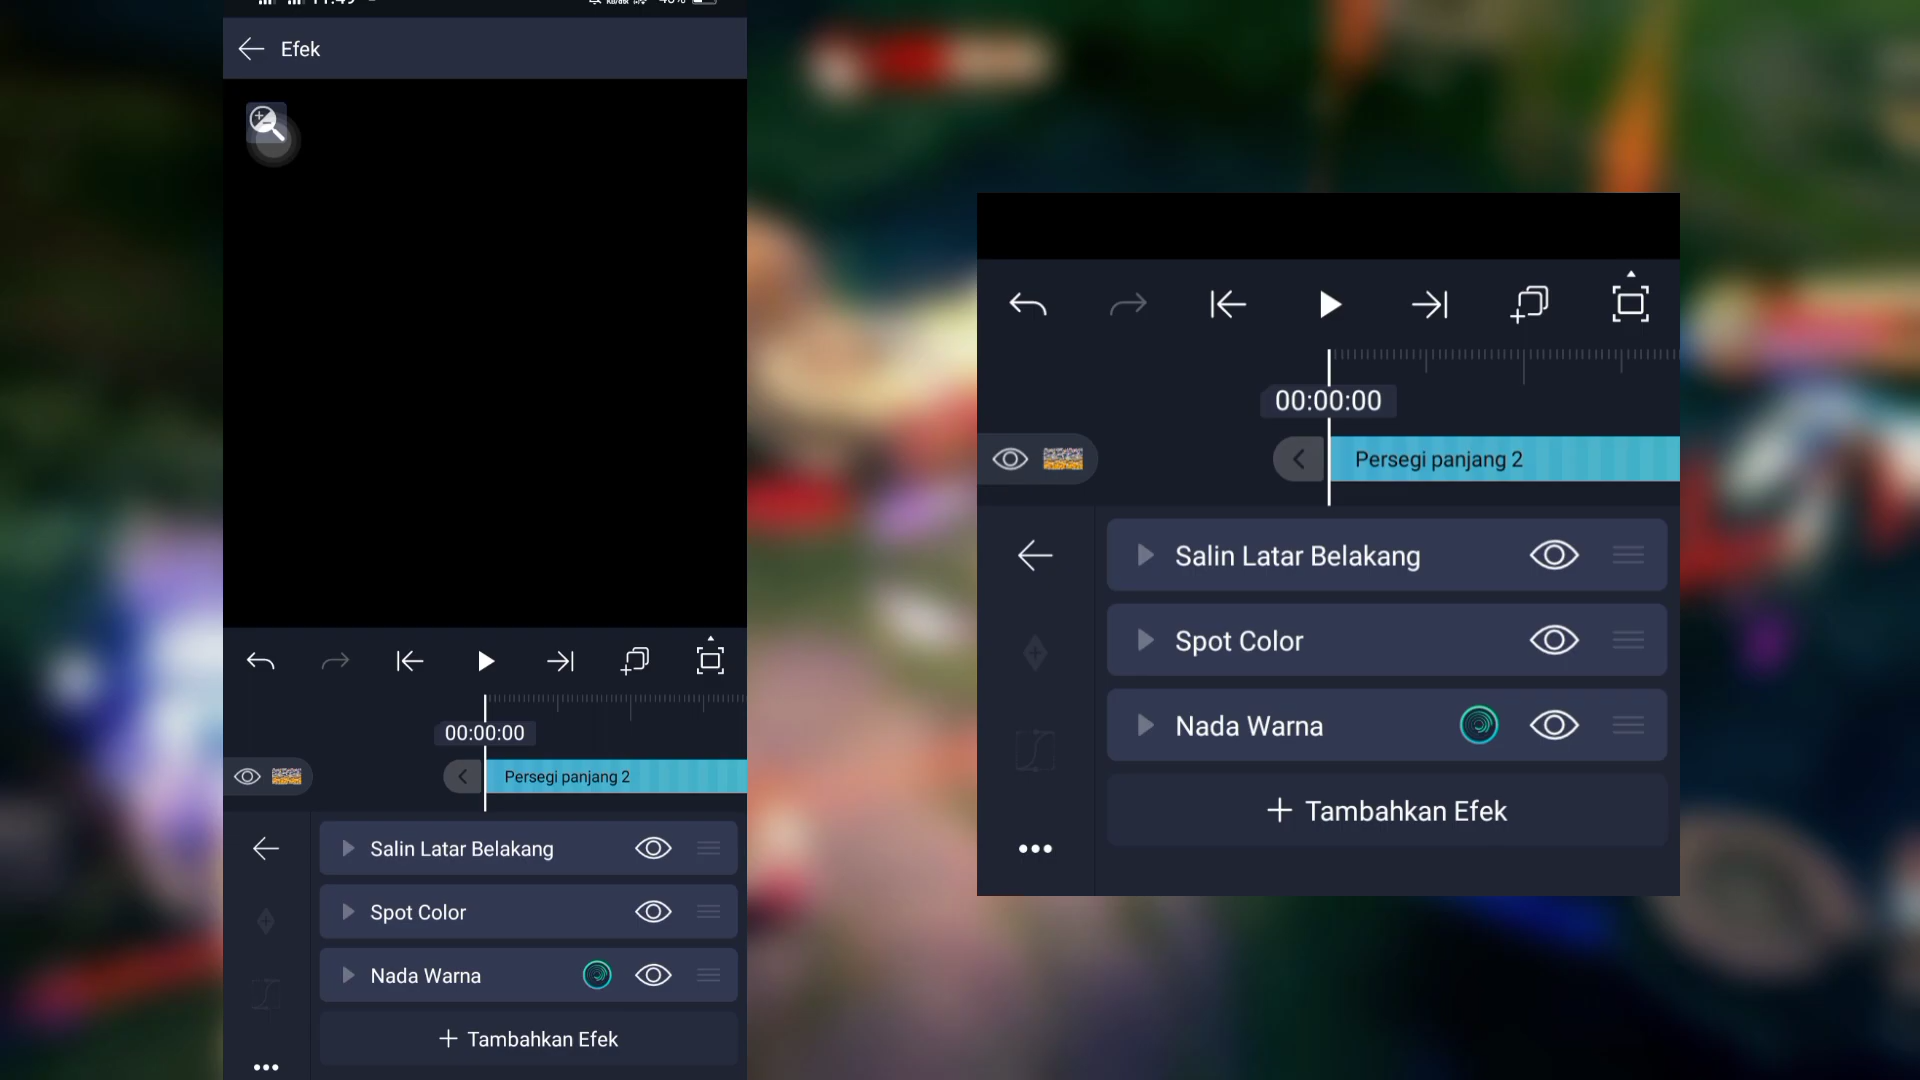 Efek
00:00:00
Persegi panjang 2
Salin Latar Belakang
Spot Color
Nada Warna
+ Tambahkan Efek
00:00:00
Persegi panjang 2
Salin Latar Belakang
Spot Color
Nada Warna
+ Tambahkan Efek